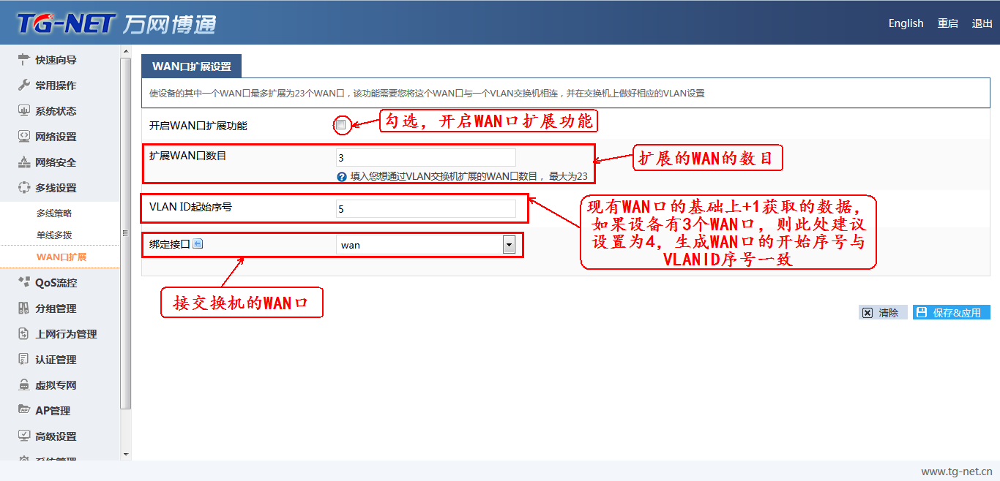 TG-NET 万网博通
English 重启 退出
快速向导
常用操作
系统状态
网络设置
网络安全
多线设置
多线策略
单线多拨
WAN口扩展
QoS流控
分组管理
上网行为管理
认证管理
虚拟专网
AP管理
高级设置
系统管理
WAN口扩展设置
使设备的其中一个WAN口最多扩展为23个WAN口，该功能需要您将这个WAN口与一个VLAN交换机相连，并在交换机上做好相应的VLAN设置
开启WAN口扩展功能
勾选，开启WAN口扩展功能
扩展WAN口数目
3
填入您想通过VLAN交换机扩展的WAN口数目，最大为23
扩展的WAN的数目
VLAN ID起始序号
5
现有WAN口的基础上+1获取的数据，
如果设备有3个WAN口，则此处建议
设置为4，生成WAN口的开始序号与
VLANID序号一致
绑定接口
wan
接交换机的WAN口
清除
保存&应用
www.tg-net.cn